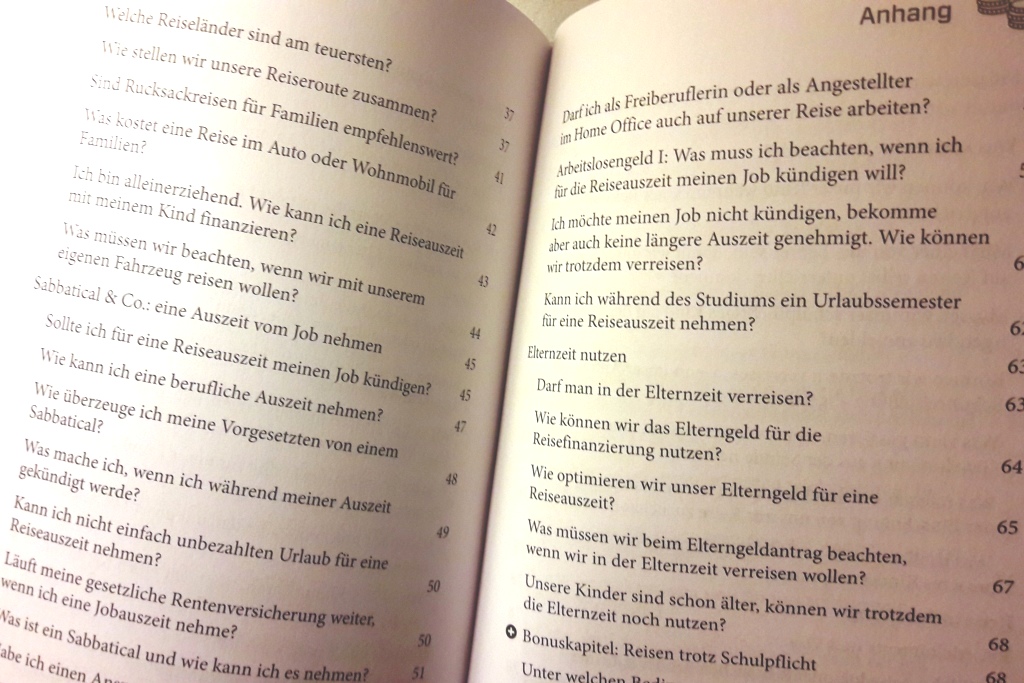 Welche Reiseländer sind am teuersten? 37
Wie stellen wir unsere Reiseroute zusammen? 37
Sind Rucksackreisen für Familien empfehlenswert? 41
Was kostet eine Reise im Auto oder Wohnmobil für
Familien? 42
Ich bin alleinerziehend. Wie kann ich eine Reiseauszeit
mit meinem Kind finanzieren? 43
Was müssen wir beachten, wenn wir mit unserem
eigenen Fahrzeug reisen wollen? 44
Sabbatical & Co.: eine Auszeit vom Job nehmen 45
Sollte ich für eine Reiseauszeit meinen Job kündigen? 45
Wie kann ich eine berufliche Auszeit nehmen? 47
Wie überzeuge ich meine Vorgesetzten von einem
Sabbatical? 48
Was mache ich, wenn ich während meiner Auszeit
gekündigt werde? 49
Kann ich nicht einfach unbezahlten Urlaub für eine
Reiseauszeit nehmen? 50
Läuft meine gesetzliche Rentenversicherung weiter,
wenn ich eine Jobauszeit nehme? 50
Was ist ein Sabbatical und wie kann ich es nehmen? 51
ich einen
Anhang
Darf ich als Freiberuflerin oder als Angestellter
im Home Office auch auf unserer Reise arbeiten?
Arbeitslosengeld I: Was muss ich beachten, wenn ich
für die Reiseauszeit meinen Job kündigen will?
Ich möchte meinen Job nicht kündigen, bekomme
aber auch keine längere Auszeit genehmigt. Wie können
wir trotzdem verreisen?
Kann ich während des Studiums ein Urlaubssemester
für eine Reiseauszeit nehmen? 62
Elternzeit nutzen 63
Darf man in der Elternzeit verreisen? 63
Wie können wir das Elterngeld für die
Reisefinanzierung nutzen? 64
Wie optimieren wir unser Elterngeld für eine
Reiseauszeit? 65
Was müssen wir beim Elterngeldantrag beachten,
wenn wir in der Elternzeit verreisen wollen? 67
Unsere Kinder sind schon älter, können wir trotzdem
die Elternzeit noch nutzen? 68
Bonuskapitel: Reisen trotz Schulpflicht 68
Unter welchen